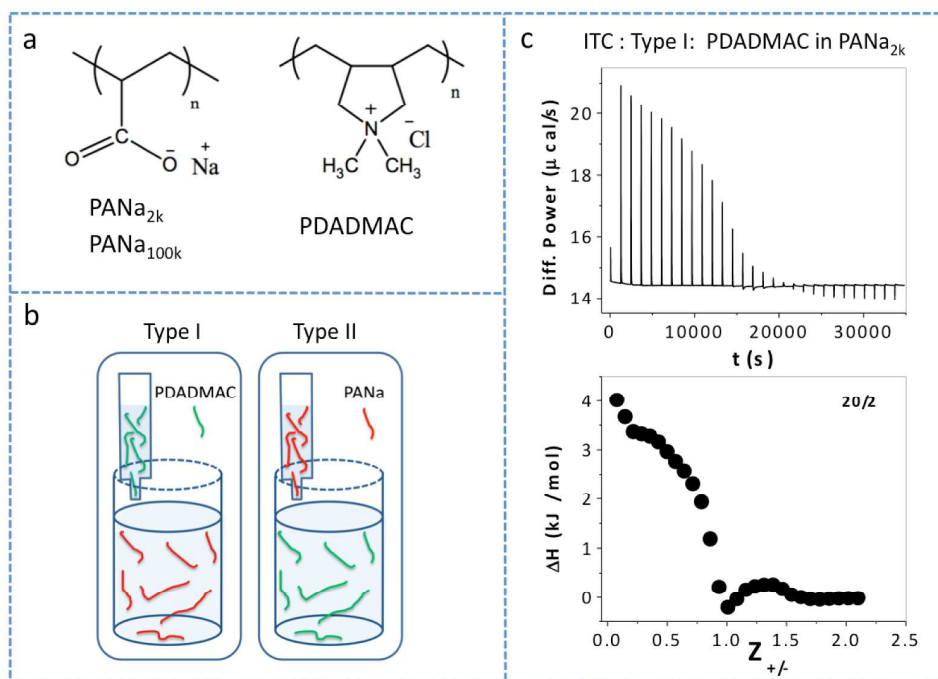 a
n
C
O
O
−
+
Na
PANa2k
PANa100k
n
+
N
−
Cl
H3C
CH3
PDADMAC
b
Type I
Type II
PDADMAC
PANa
c
ITC : Type I: PDADMAC in PANa2k
Diff. Power (μ cal/s)
20
18
16
14
0 10000 20000 30000
t (s)
20/2
ΔH (kJ /mol)
4
3
2
1
0
0.0 0.5 1.0 1.5 2.0 2.5
Z +/-